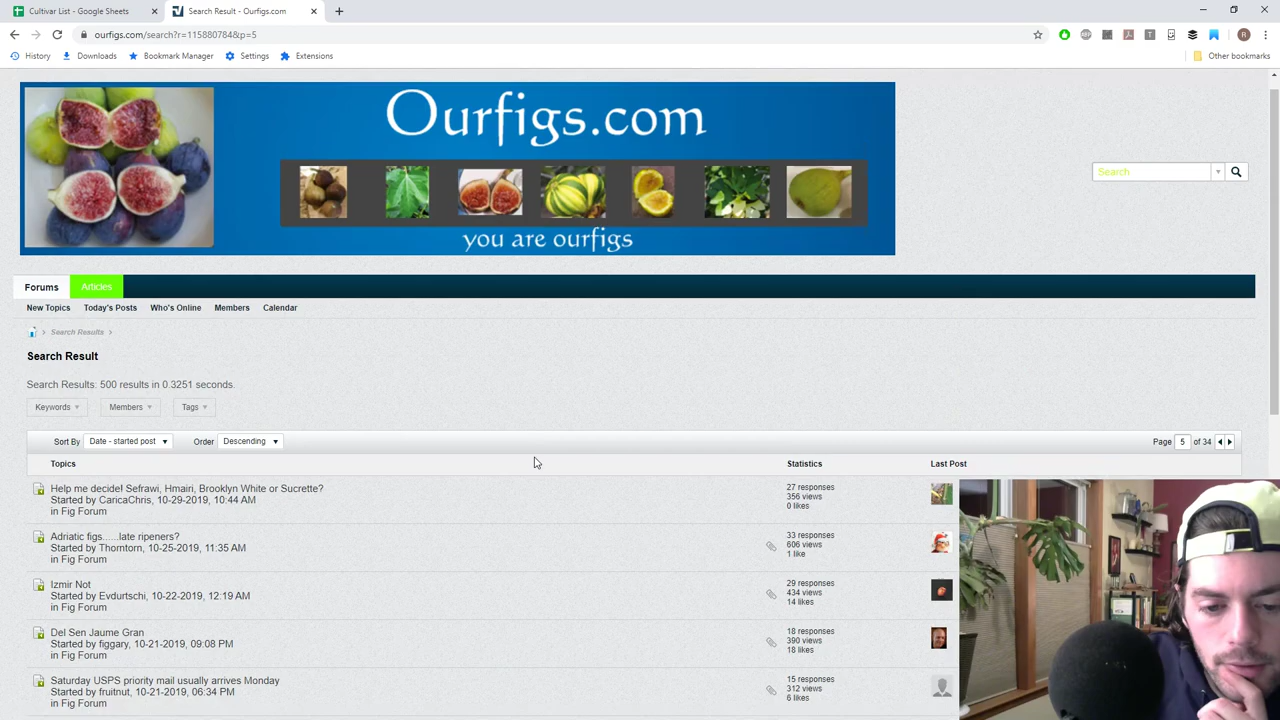 Cultivar List - Google Sheets
Search Result - Ourfigs.com
ourfigs.com/search?r=11588078&p=5
History
Downloads
Bookmark Manager
Settings
Extensions
Other bookmarks
Ourfigs.com
you are ourfigs
Search
Forums
Articles
New Topics
Today's Posts
Who's Online
Members
Calendar
Search Results
Search Result
Search Results: 500 results in 0.3251 seconds.
Keywords
Members
Tags
Sort By
Date - started post
Order
Descending
Page 5 of 34
Topics
Statistics
Last Post
Help me decide! Sefrawi, Hmairi, Brooklyn White or Sucrette?
Started by CaricaChris, 10-29-2019, 10:44 AM
in Fig Forum
27 responses
356 views
0 likes
Adriatic figs......late ripeners?
Started by Thorntorn, 10-25-2019, 11:35 AM
in Fig Forum
33 responses
606 views
1 like
Izmir Not
Started by Evdurtschi, 10-22-2019, 12:19 AM
in Fig Forum
29 responses
434 views
14 likes
Del Sen Jaume Gran
Started by figgary, 10-21-2019, 09:08 PM
in Fig Forum
18 responses
390 views
18 likes
Saturday USPS priority mail usually arrives Monday
Started by fruitnut, 10-21-2019, 06:34 PM
in Fig Forum
15 responses
312 views
6 likes